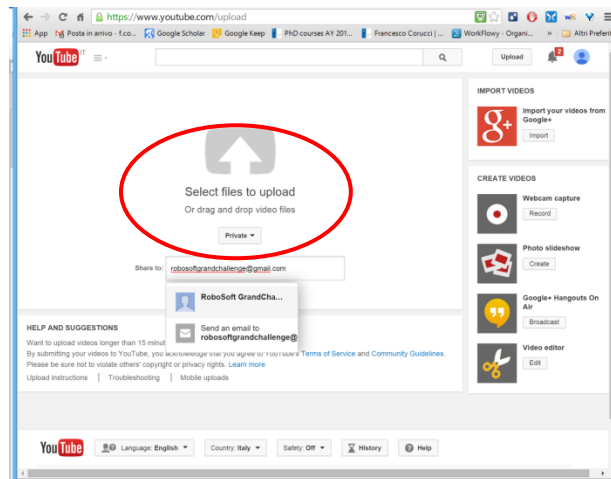 https://www.youtube.com/upload
App M Posta in arrivo - f.co... Google Scholar Google Keep PhD courses AY 201... Francesco Corucci | ... WorkFlowy - Organi... » Altri Preferiti
YouTube IT Upload 2
IMPORT VIDEOS
Import your videos from Google+
Import
Select files to upload
Or drag and drop video files
Private
CREATE VIDEOS
Webcam capture
Record
Share to: robosoftgrandchallenge@gmail.com
Photo slideshow
Create
RoboSoft GrandCha...
Send an email to
robosoftgrandchallenge@
Google+ Hangouts On Air
Broadcast
Video editor
Edit
HELP AND SUGGESTIONS
Want to upload videos longer than 15 minut
By submitting your videos to YouTube, you acknowledge that you agree to YouTube's Terms of Service and Community Guidelines.
Please be sure not to violate others' copyright or privacy rights. Learn more
Upload instructions | Troubleshooting | Mobile uploads
YouTube Language: English Country: Italy Safety: Off History Help